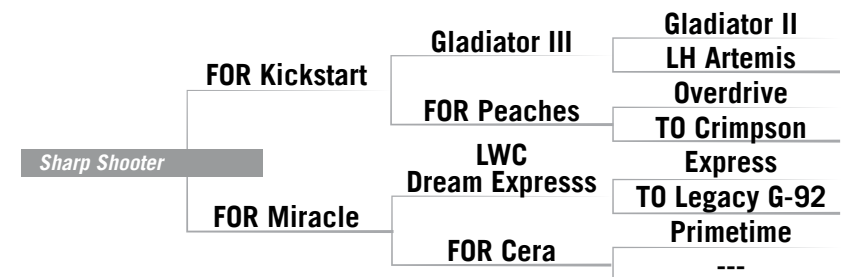 Gladiator II
Gladiator III
LH Artemis
FOR Kickstart
Overdrive
FOR Peaches
TO Crimpson
Sharp Shooter
LWC
Dream Expresss
Express
TO Legacy G-92
FOR Miracle
Primetime
FOR Cera
---